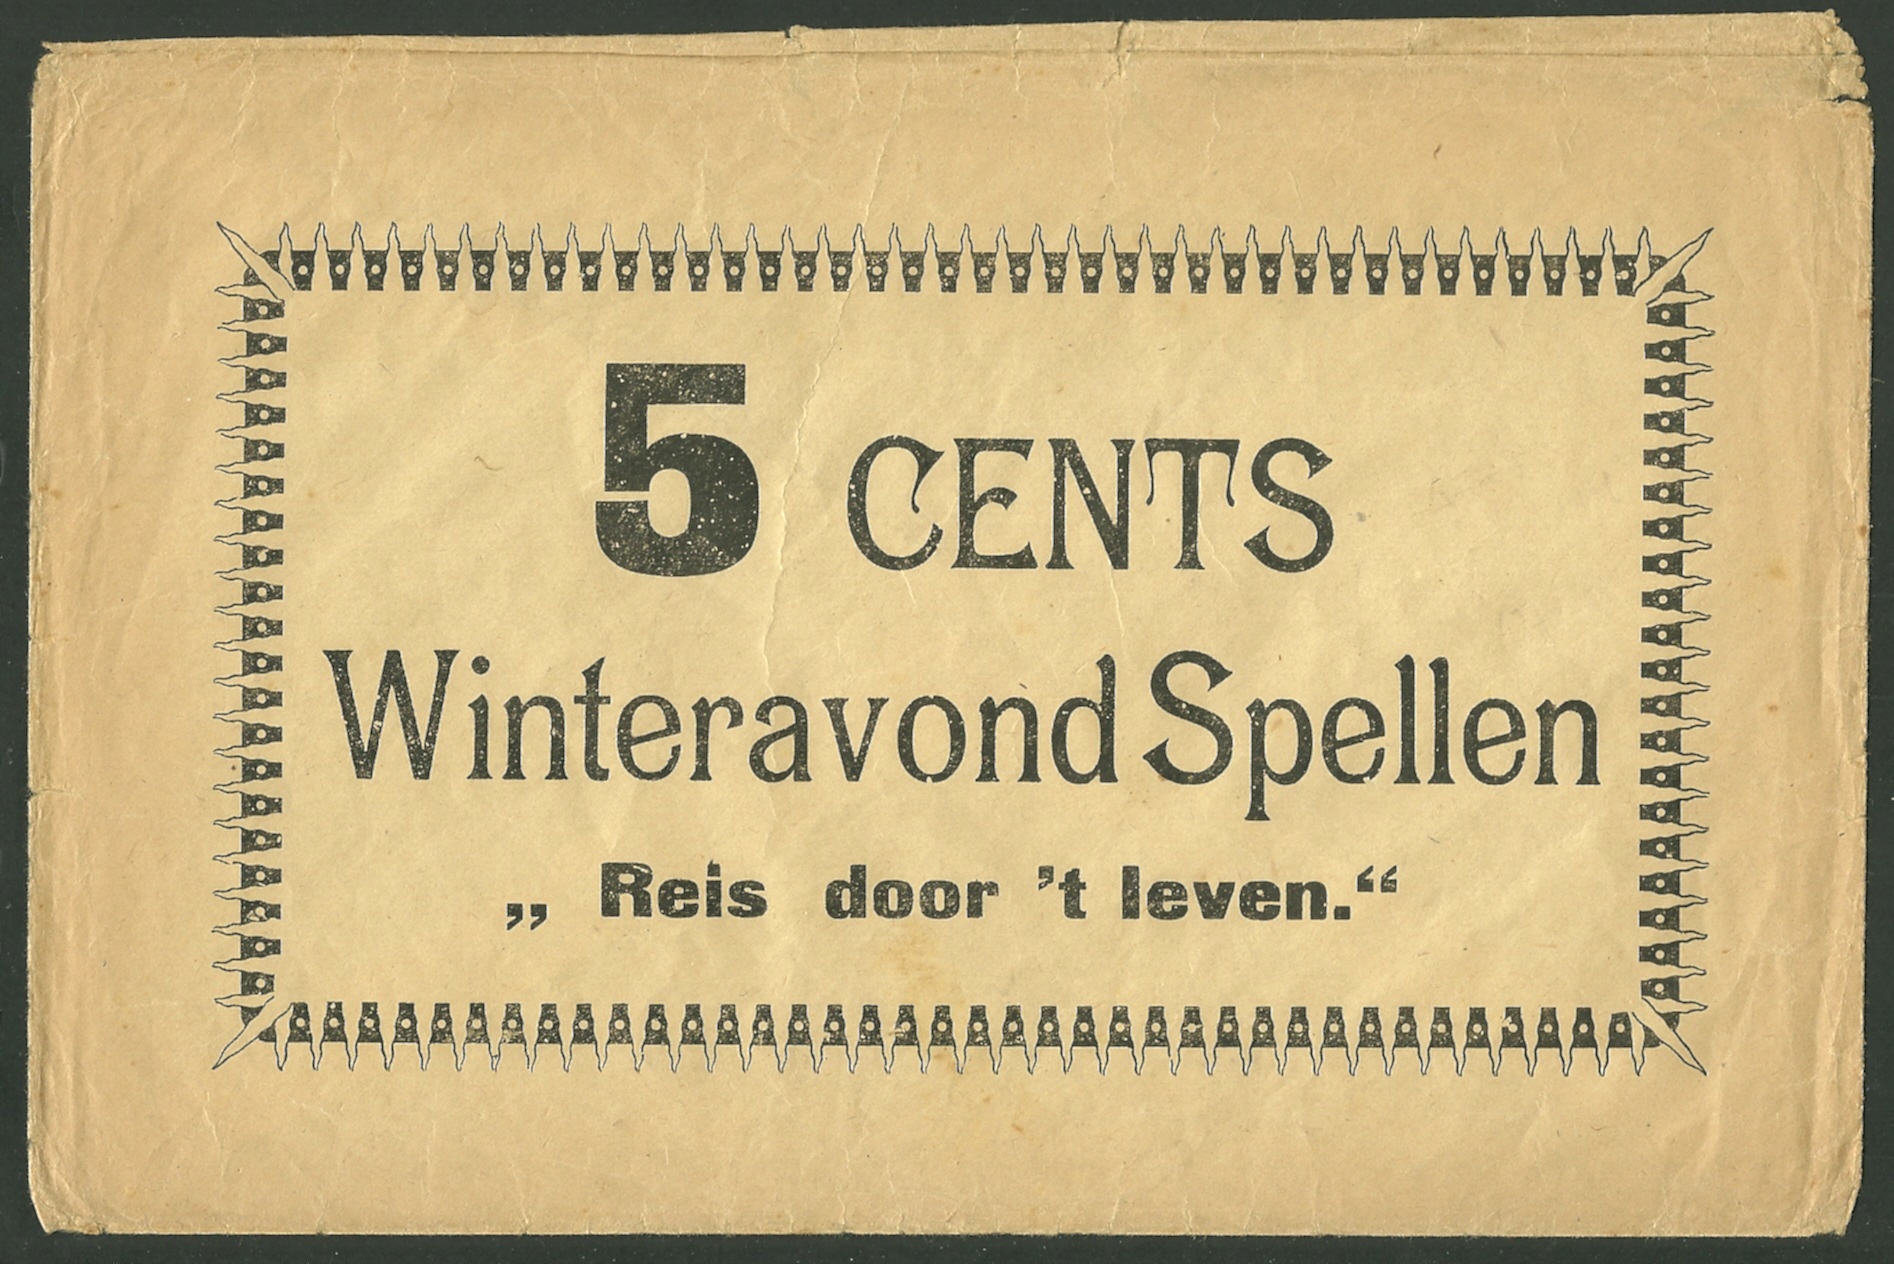 5 CENTS
Winteravond Spellen
„ Reis door ’t leven.“